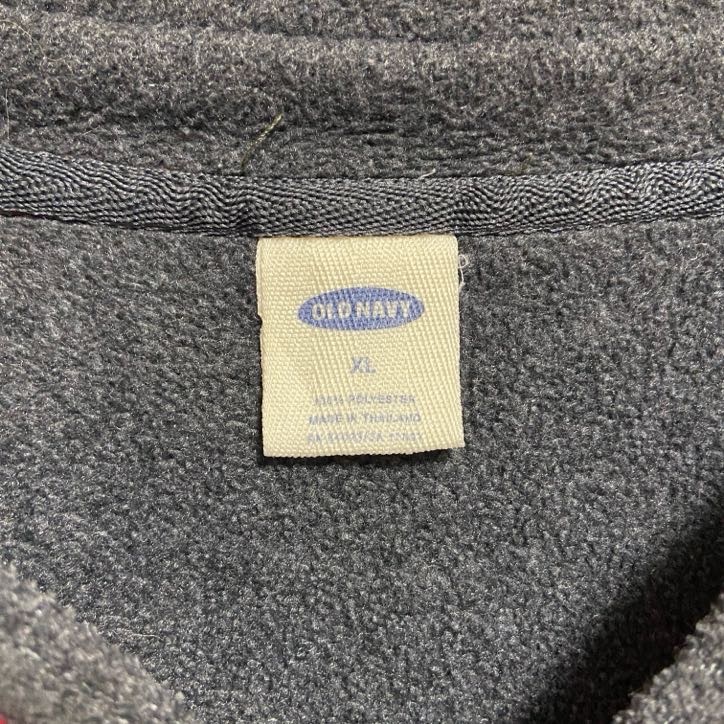 OLD NAVY
XL
100% POLYESTER
MADE IN THAILAND